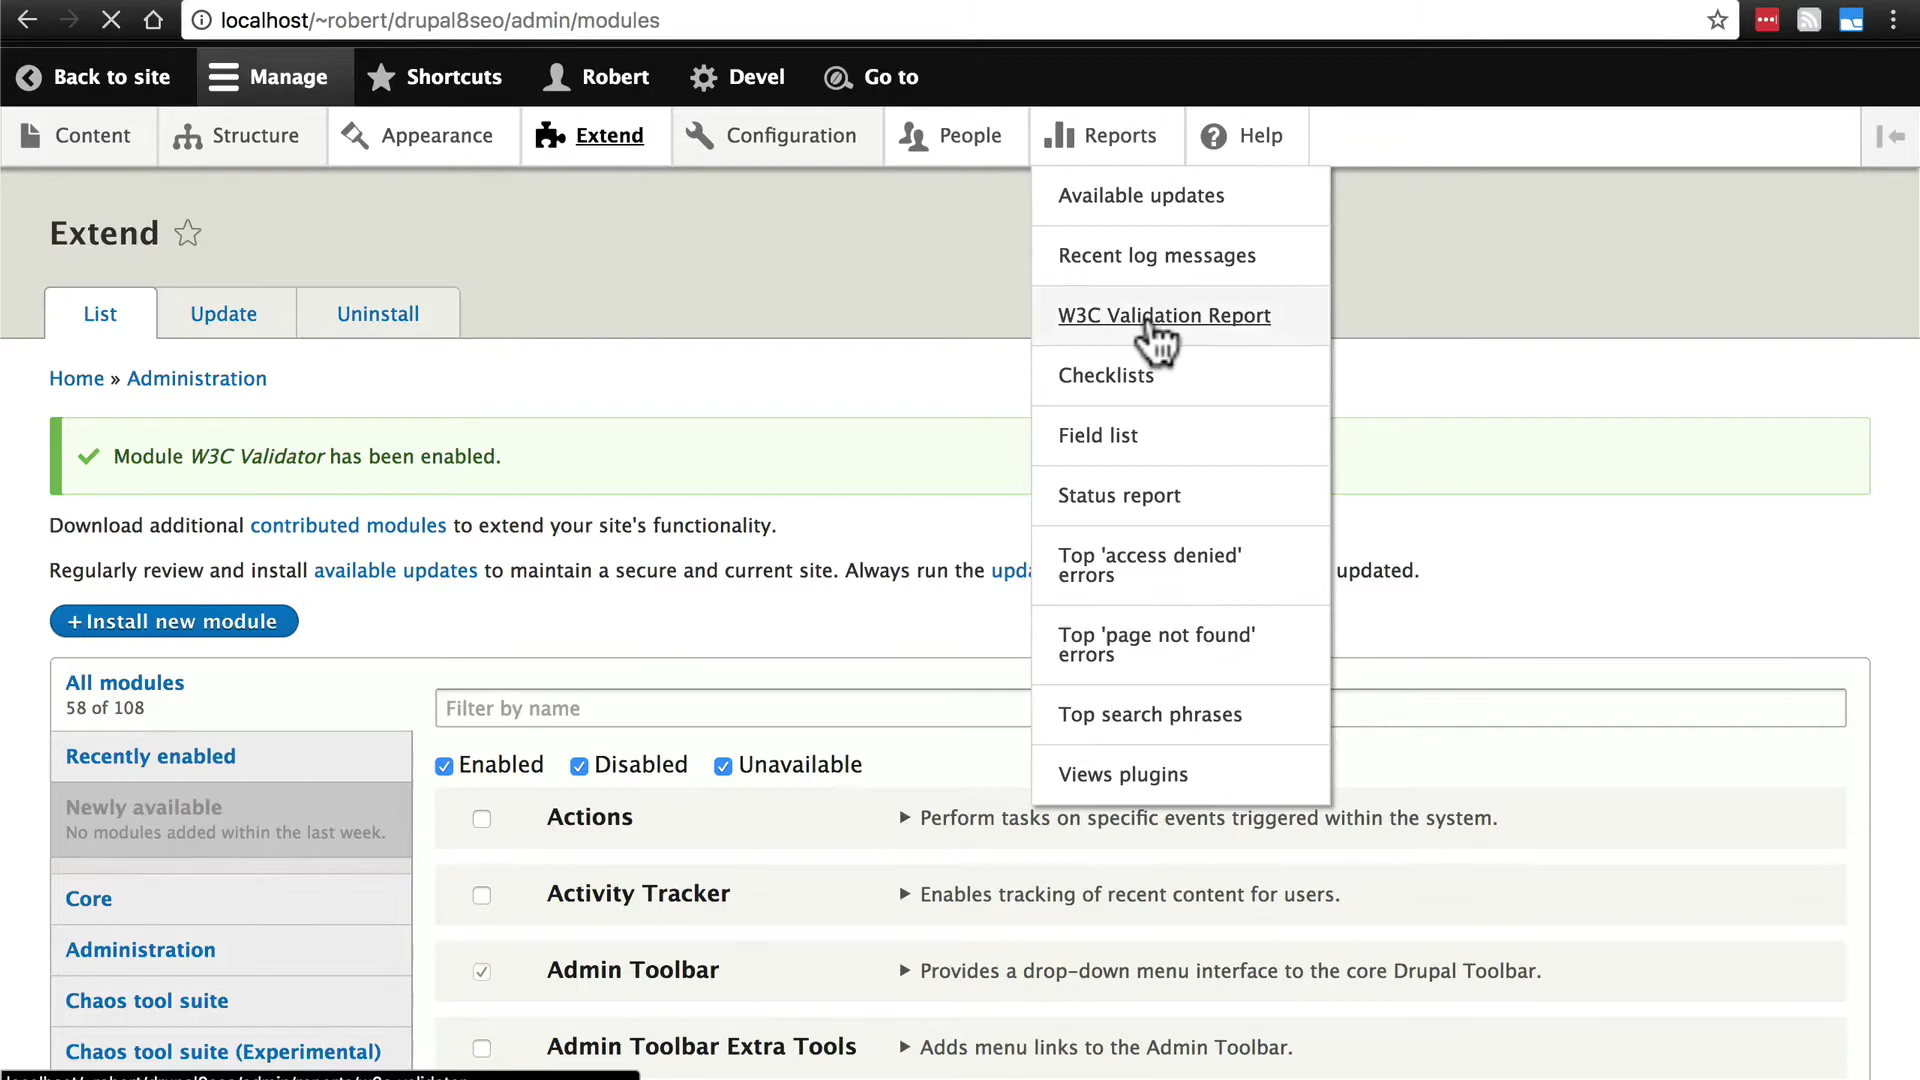 localhost/~robert/drupal8seo/admin/modules
Back to site
Manage
Shortcuts
Robert
Devel
Go to
Content
Structure
Appearance
Extend
Configuration
People
Reports
Help
Available updates
Recent log messages
W3C Validation Report
Checklists
Field list
Status report
Top 'access denied'
errors
Top 'page not found'
errors
Top search phrases
Views plugins
Extend
List
Update
Uninstall
Home » Administration
Module W3C Validator has been enabled.
Download additional contributed modules to extend your site's functionality.
Regularly review and install available updates to maintain a secure and current site. Always run the updated.
+ Install new module
All modules
58 of 108
Recently enabled
Newly available
No modules added within the last week.
Core
Administration
Chaos tool suite
Chaos tool suite (Experimental)
Filter by name
Enabled
Disabled
Unavailable
Actions
Perform tasks on specific events triggered within the system.
Activity Tracker
Enables tracking of recent content for users.
Admin Toolbar
Provides a drop-down menu interface to the core Drupal Toolbar.
Admin Toolbar Extra Tools
Adds menu links to the Admin Toolbar.